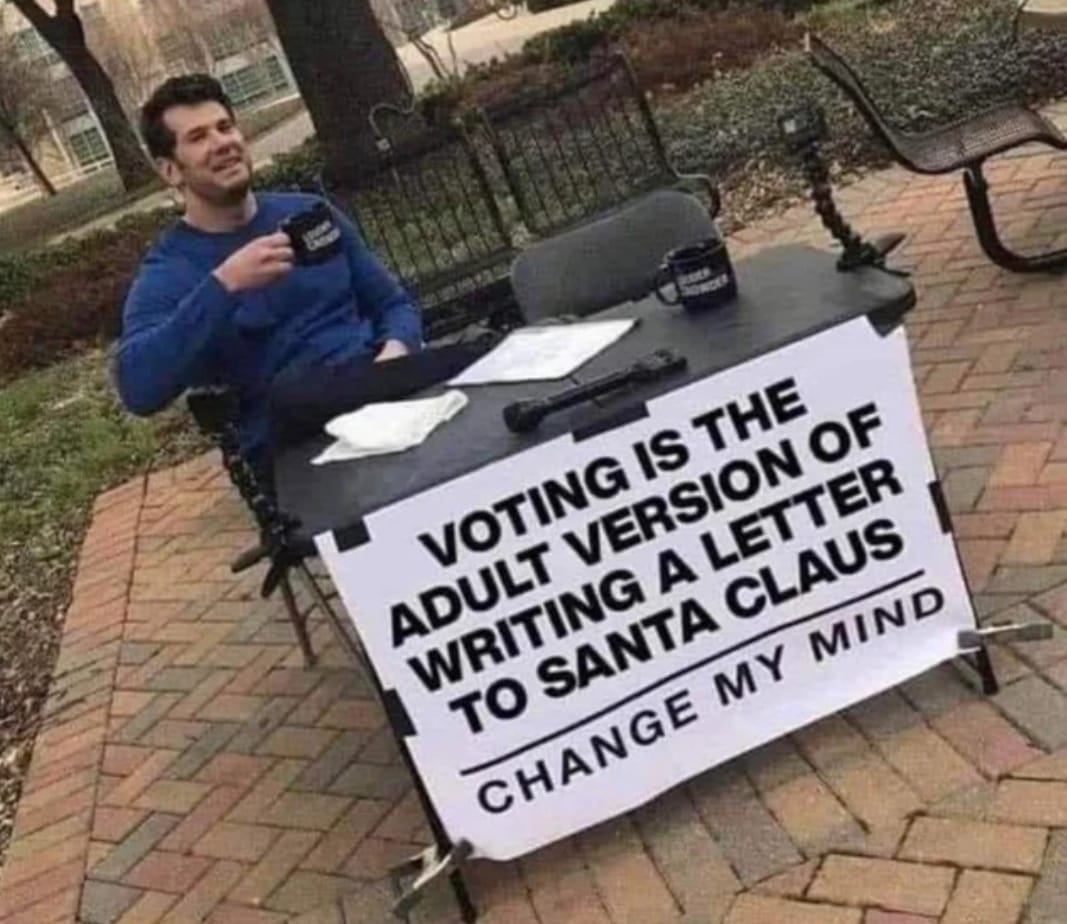 VOTING IS THE
ADULT VERSION OF
WRITING A LETTER
TO SANTA CLAUS
CHANGE MY MIND